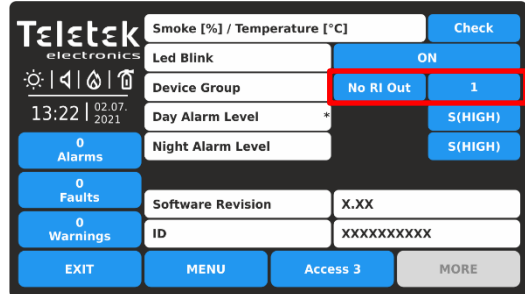 Teletek
electronics
13:22 | 02.07.
2021
0
Alarms
0
Faults
0
Warnings
Smoke [%] / Temperature [°C]
Check
Led Blink
ON
Device Group
No RI Out
1
Day Alarm Level *
S(HIGH)
Night Alarm Level
S(HIGH)
Software Revision
X.XX
ID
XXXXXXXXXX
EXIT
MENU
Access 3
MORE